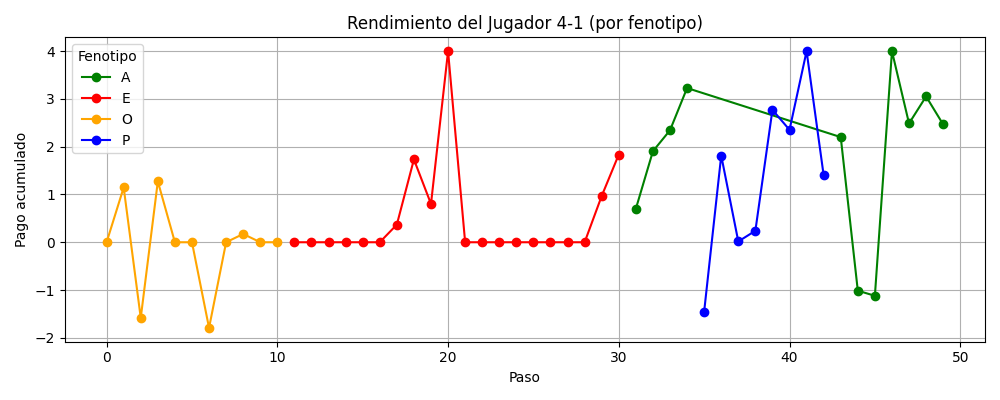 Rendimiento del Jugador 4-1 (por fenotipo)
Fenotipo
A
E
O
P
Pago acumulado
4
3
2
1
0
−1
−2
0 10 20 30 40 50
Paso